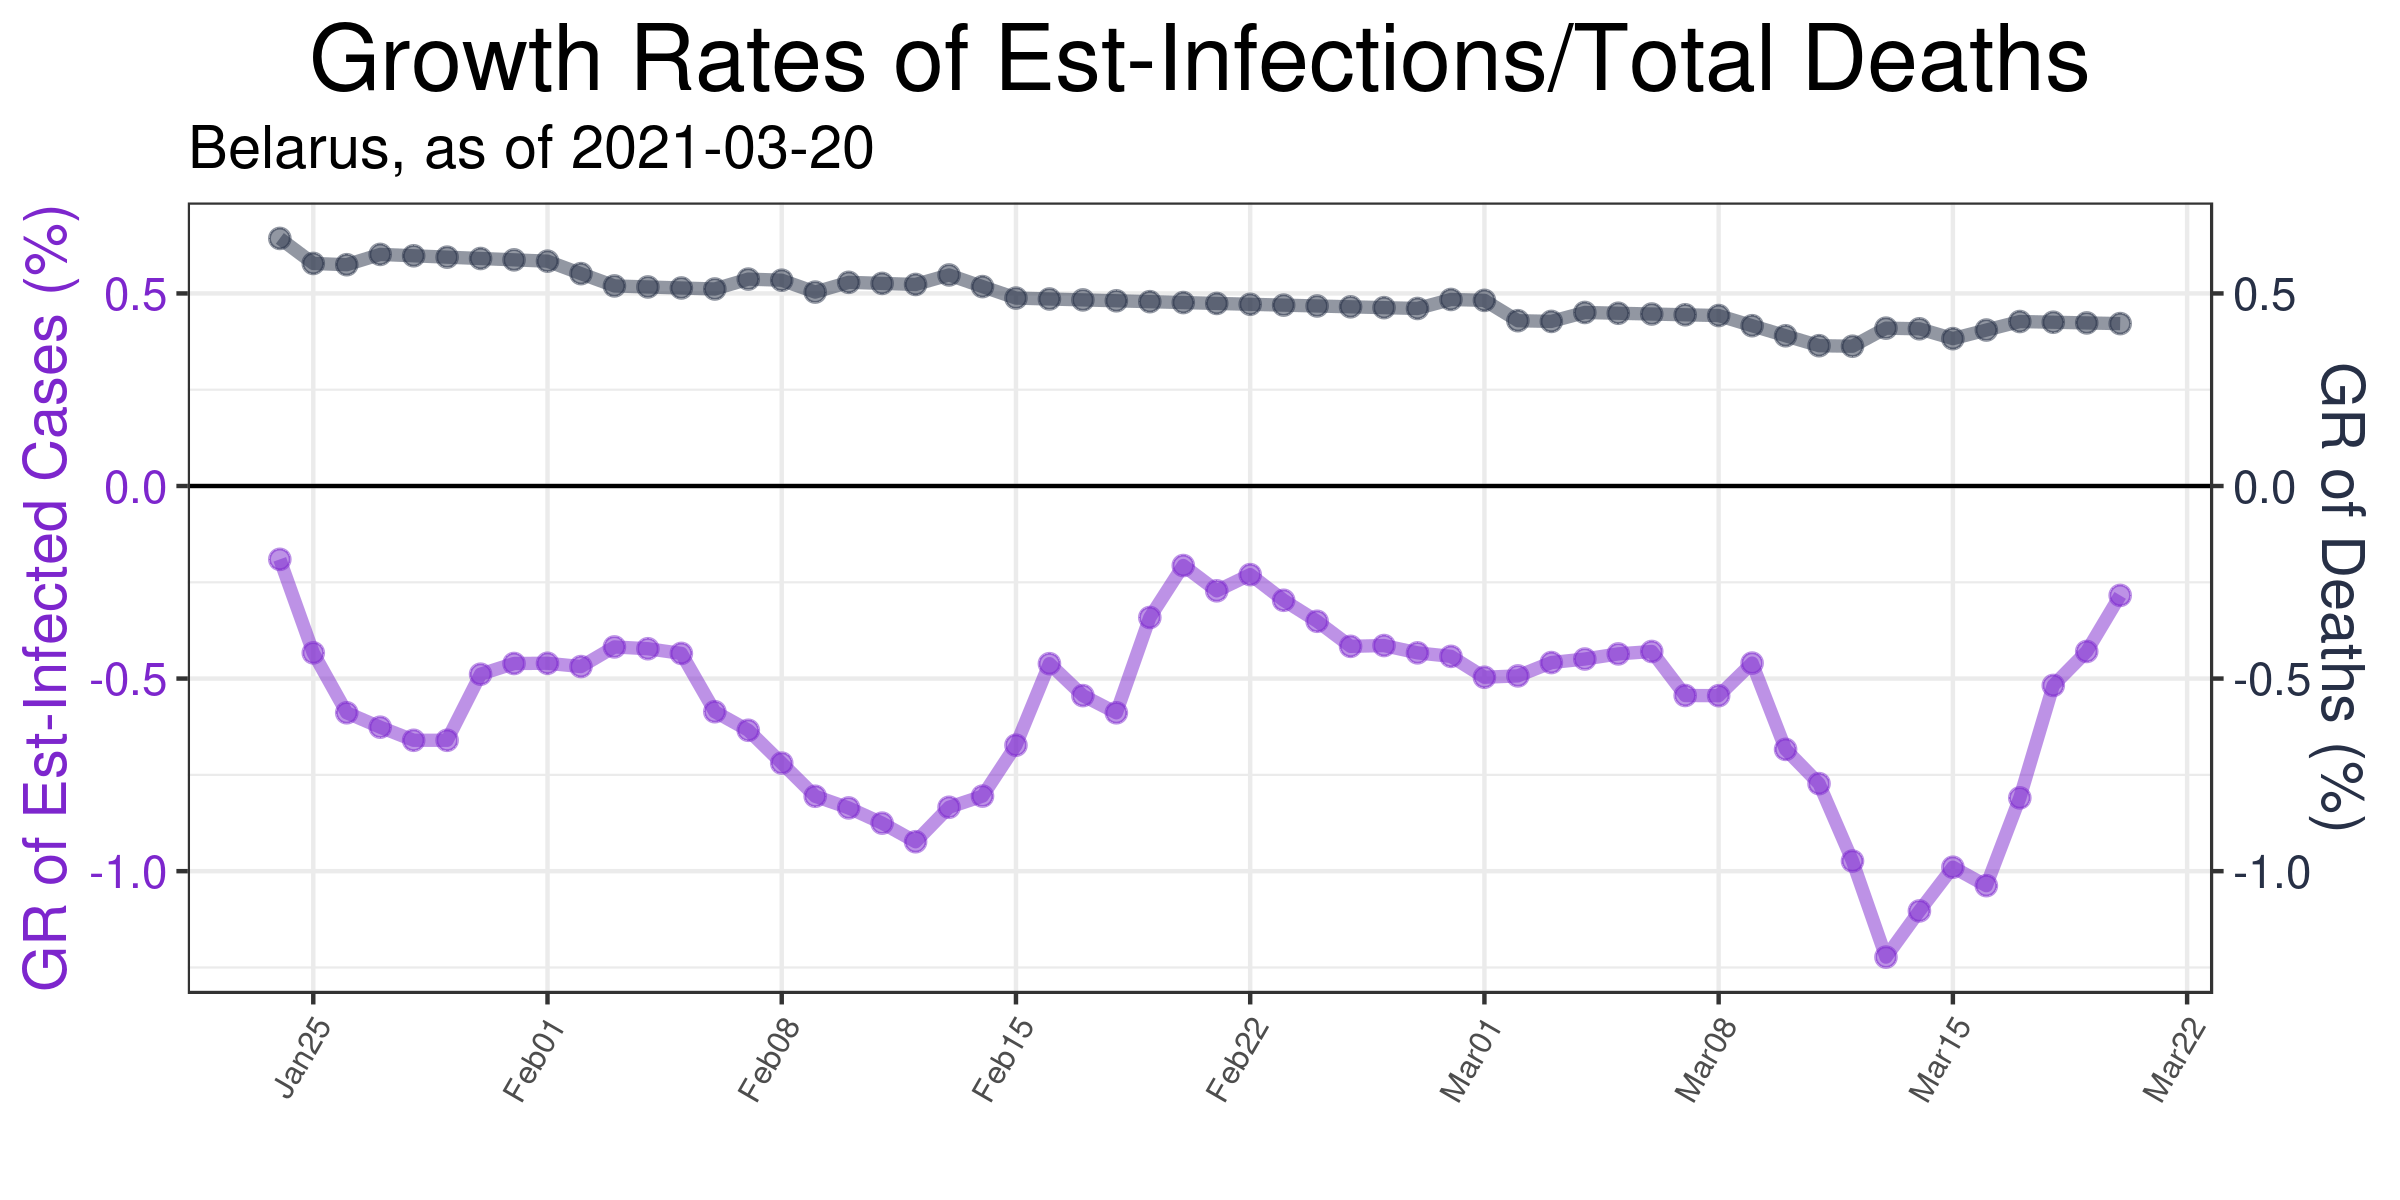 Growth Rates of Est-Infections/Total Deaths
Belarus, as of 2021-03-20
GR of Est-Infected Cases (%)
0.5
0.0
-0.5
-1.0
0.5
0.0
-0.5
-1.0
GR of Deaths (%)
Jan25
Feb01
Feb08
Feb15
Feb22
Mar01
Mar08
Mar15
Mar22